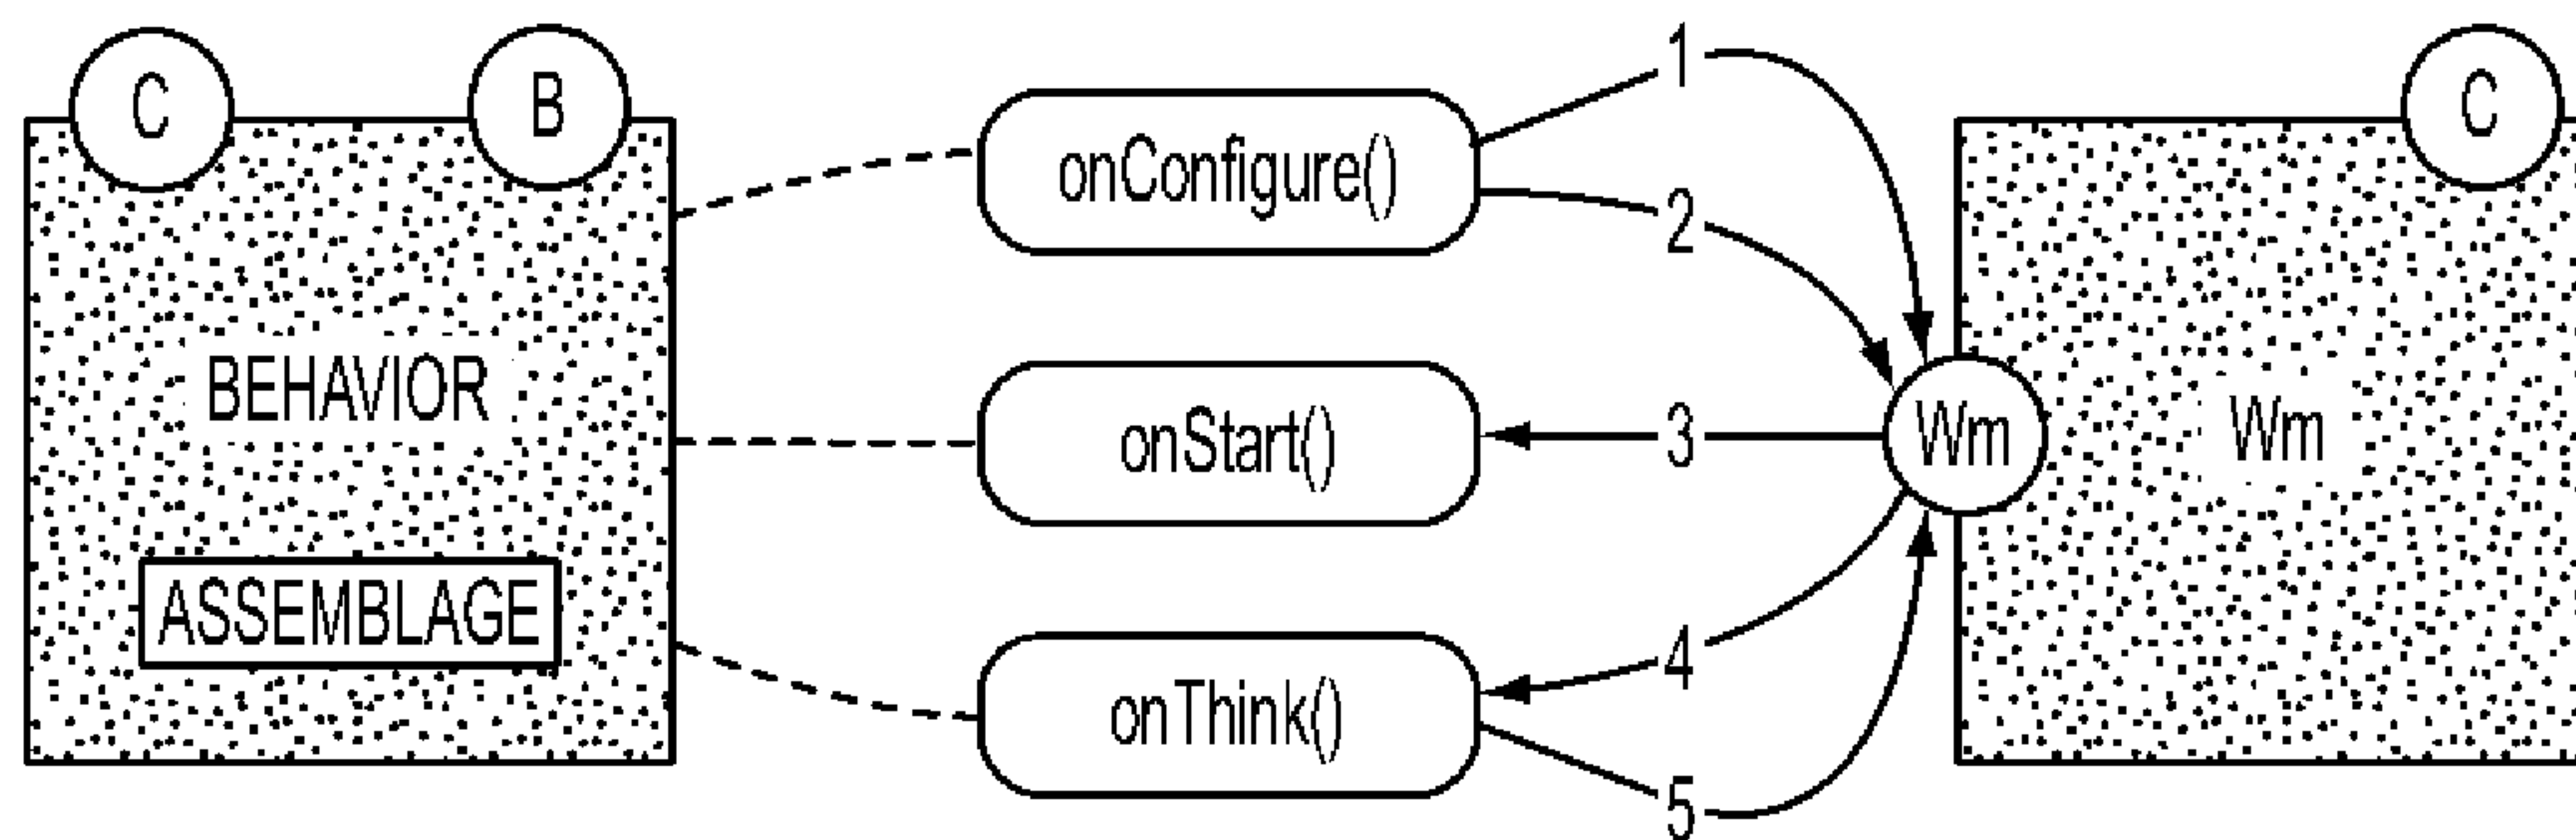 C
B
BEHAVIOR
ASSEMBLAGE
onConfigure()
onStart()
onThink()
1
2
3
4
5
Wm
C
Wm